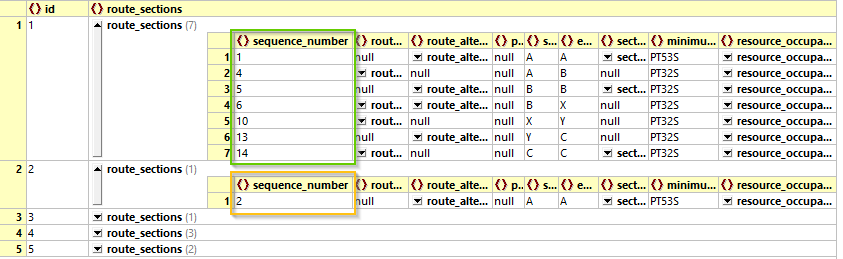 {} id {} route_sections
1 1 route_sections (7)
{} sequence_number {} rout... {} route_alte... {} p... {} s... {} e... {} sect... {} minimu... {} resource_occupa...
1 1 null route_alte... null A A sect... PT53S resource_occupa...
2 4 rout... null null A B null PT32S resource_occupa...
3 5 null route_alte... null B B sect... PT32S resource_occupa...
4 6 rout... route_alte... null B X null PT32S resource_occupa...
5 10 rout... null null X Y null PT32S resource_occupa...
6 13 null route_alte... null Y C null PT32S resource_occupa...
7 14 rout... null null C C sect... PT32S resource_occupa...
2 2 route_sections (1)
{} sequence_number {} rout... {} route_alte... {} p... {} s... {} e... {} sect... {} minimu... {} resource_occupa...
1 2 null route_alte... null A A sect... PT53S resource_occupa...
3 3 route_sections (1)
4 4 route_sections (3)
5 5 route_sections (2)